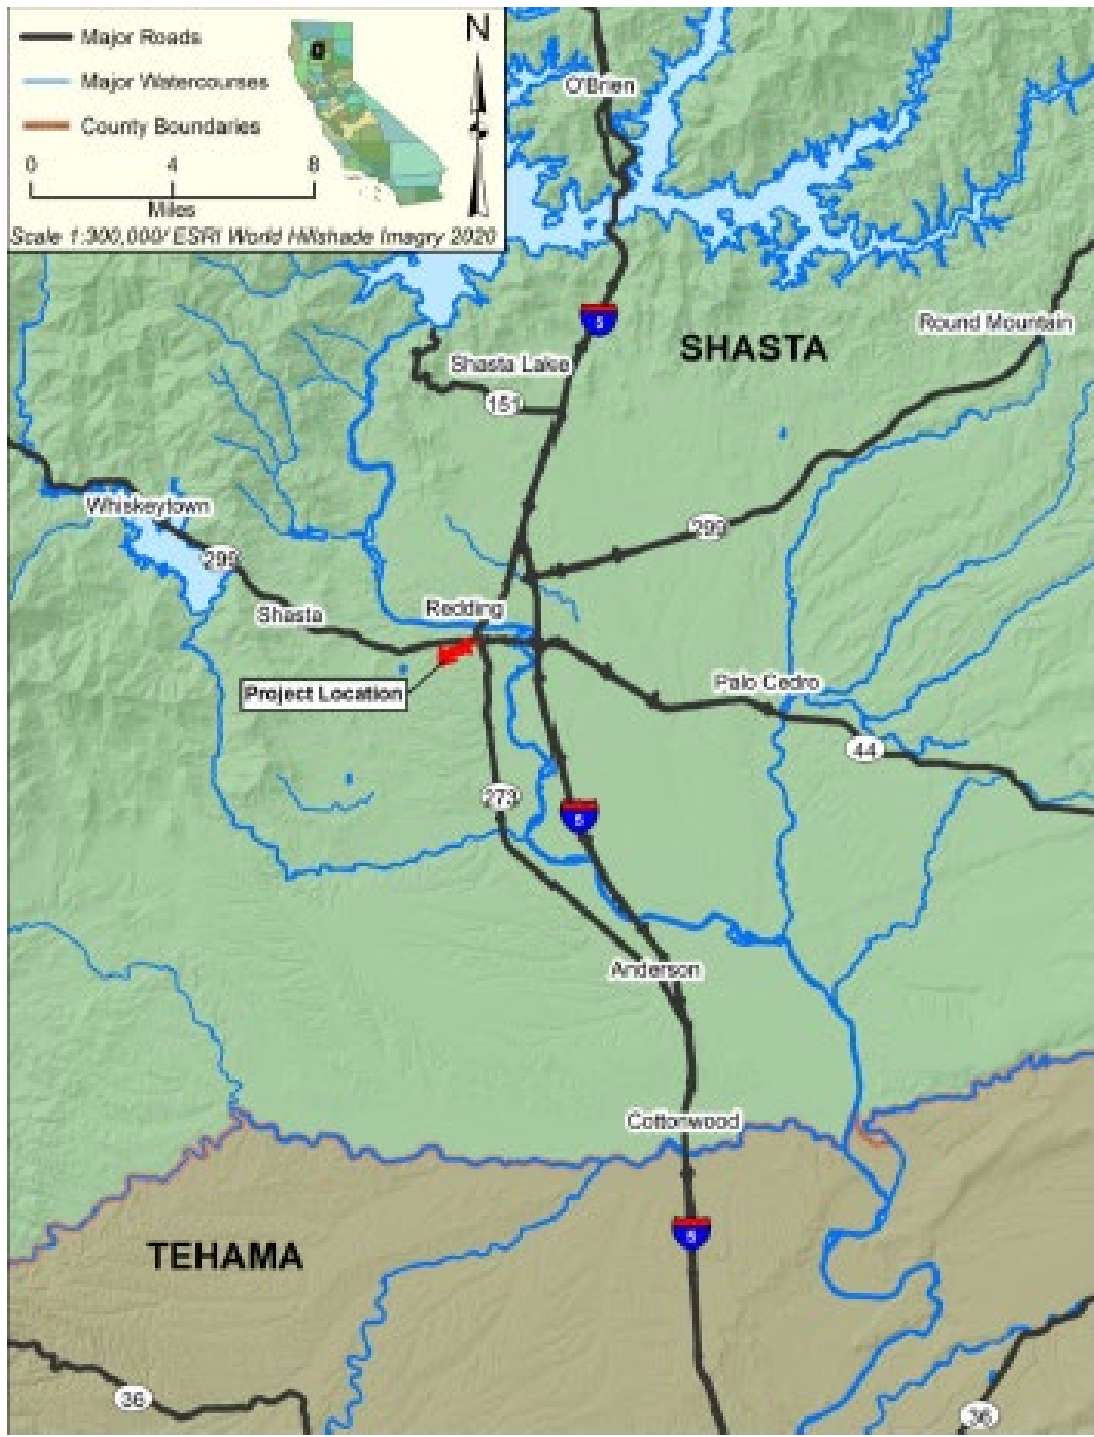 Major Roads
Major Watercourses
County Boundaries
0 4 8
Miles
Scale 1:300,000/ ESRI World Hillshade Imagry 2020
N
O'Brien
5
SHASTA
Round Mountain
Shasta Lake
151
Whiskeytown
299
299
Shasta
Redding
Project Location
Palo Cedro
44
273
5
Anderson
Cottonwood
5
TEHAMA
36
36